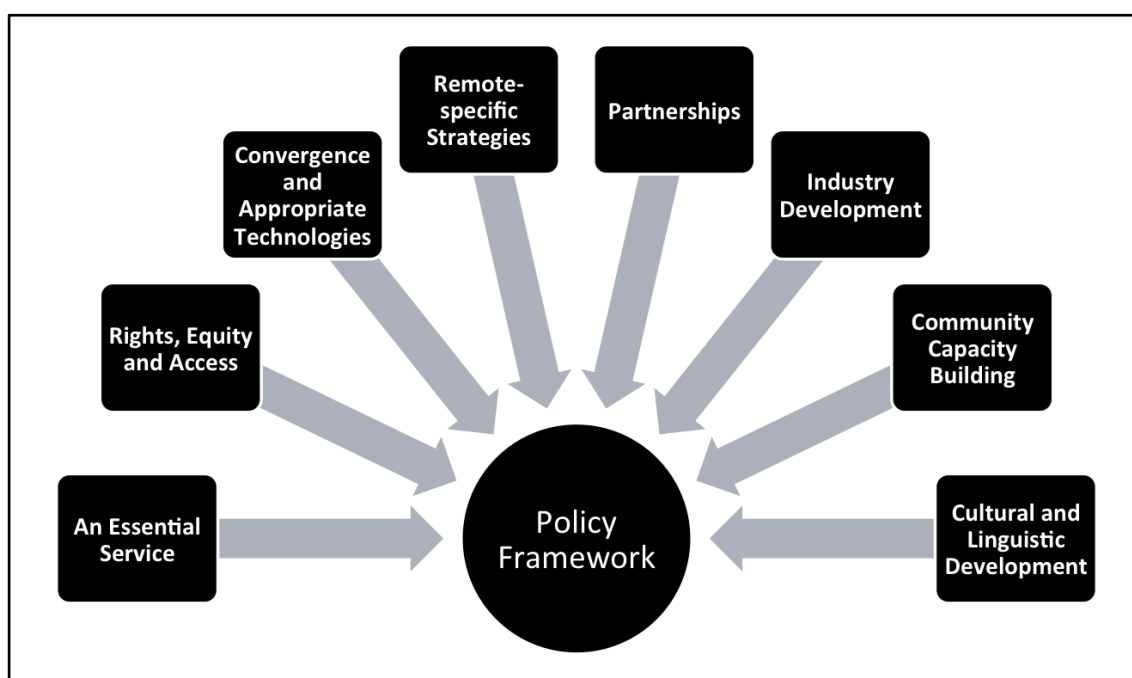 Remote-
specific
Strategies
Partnerships
Convergence
and
Appropriate
Technologies
Industry
Development
Rights, Equity
and Access
Community
Capacity
Building
An Essential
Service
Policy
Framework
Cultural and
Linguistic
Development